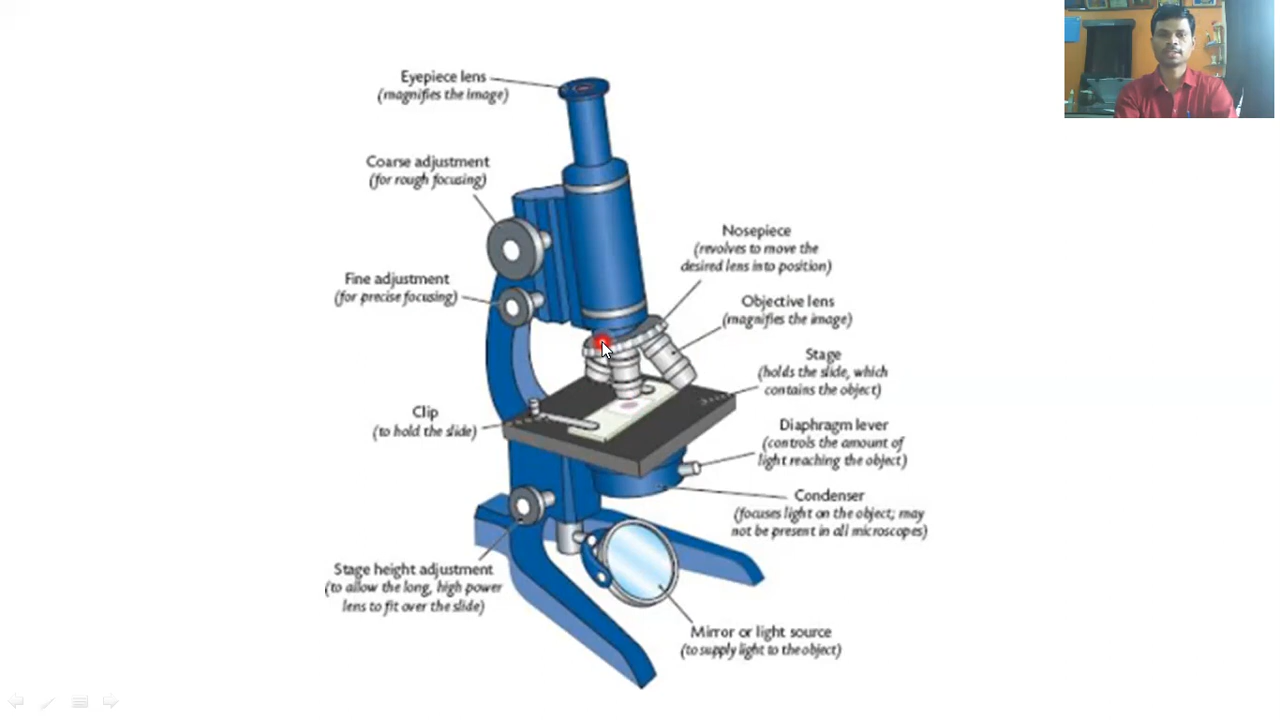 Eyepiece lens
(magnifies the image)
Coarse adjustment
(for rough focusing)
Nosepiece
(revolves to move the
desired lens into position)
Fine adjustment
(for precise focusing)
Objective lens
(magnifies the image)
Stage
(holds the slide, which
contains the object)
Clip
(to hold the slide)
Diaphragm lever
(controls the amount of
light reaching the object)
Condenser
(focuses light on the object; may
not be present in all microscopes)
Stage height adjustment
(to allow the long, high power
lens to fit over the slide)
Mirror or light source
(to supply light to the object)